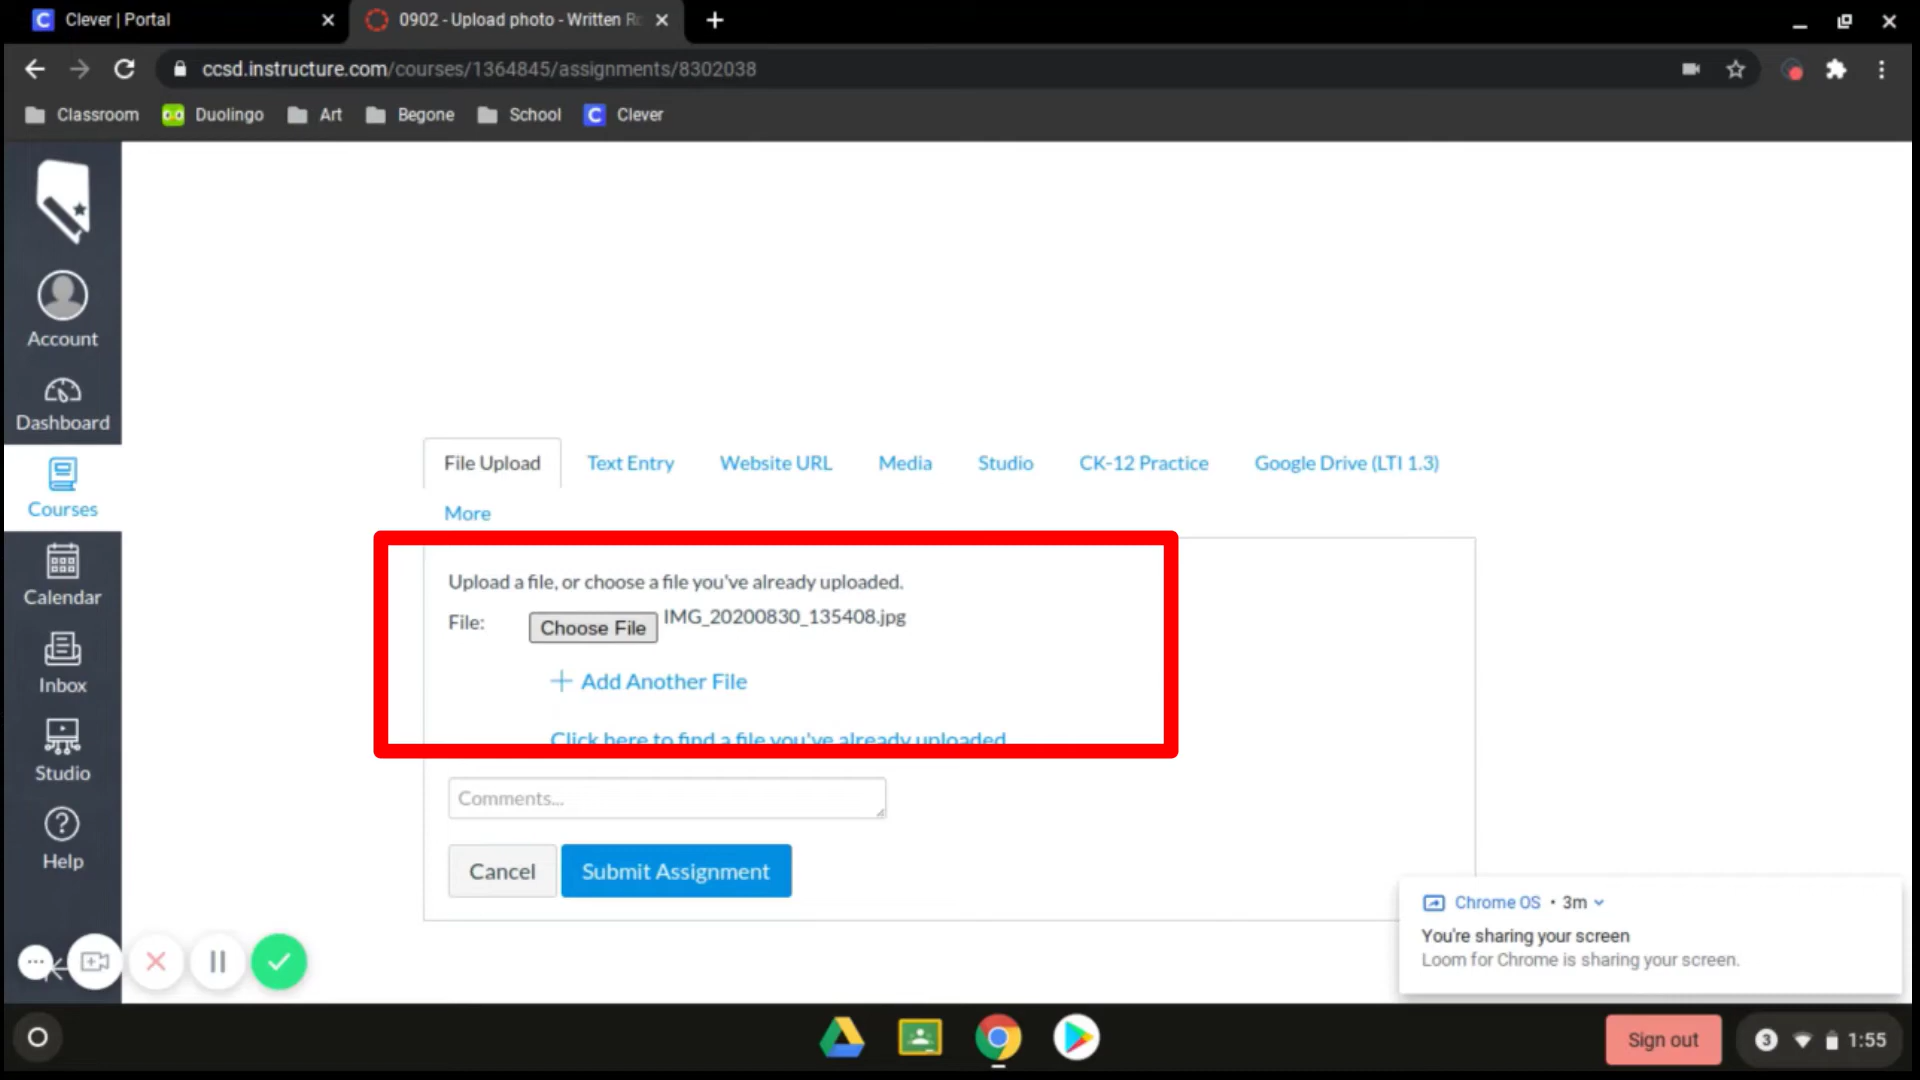 Clever | Portal
0902 - Upload photo - Written R
ccsd.instructure.com/courses/1364845/assignments/8302038
Classroom Duolingo Art Begone School Clever
Account
Dashboard
Courses
Calendar
Inbox
Studio
Help
File Upload Text Entry Website URL Media Studio CK-12 Practice Google Drive (LTI 1.3)
More
Upload a file, or choose a file you've already uploaded.
File: Choose File IMG_20200830_135408.jpg
Add Another File
Click here to find a file you've already uploaded
Comments...
Cancel Submit Assignment
Chrome OS • 3m
You're sharing your screen
Loom for Chrome is sharing your screen.
Sign out 3 1:55